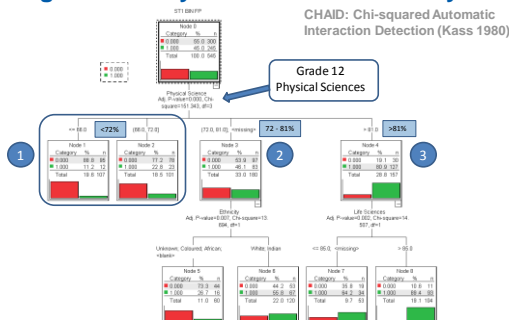 CHAID: Chi-squared Automatic
Interaction Detection (Kass 1980)
ST1 BIN FP
Node 0
Category % n
0.000 55.0 300
1.000 45.0 246
Total 100.0 546
0.000
1.000
Grade 12
Physical Sciences
Physical Science
Adj. P-value=0.000, Chi-
square=151.343, df=3
<= 68.0
<72%
(68.0, 72.0]
(72.0, 81.0], <missing>
72 - 81%
> 81.0
>81%
1
Node 1
Category % n
0.000 88.8 95
1.000 11.2 12
Total 19.6 107
Node 2
Category % n
0.000 77.2 78
1.000 22.8 23
Total 18.5 101
2
Node 3
Category % n
0.000 53.9 97
1.000 46.1 83
Total 33.0 180
3
Node 4
Category % n
0.000 19.1 30
1.000 80.9 127
Total 28.8 157
Ethnicity
Adj. P-value=0.007, Chi-square=13.
694, df=1
Life Sciences
Adj. P-value=0.002, Chi-square=14.
507, df=1
Unknown, Coloured, African,
<blank>
White, Indian
<= 85.0, <missing>
> 85.0
Node 5
Category % n
0.000 73.3 44
1.000 26.7 16
Total 11.0 60
Node 6
Category % n
0.000 44.2 53
1.000 55.8 67
Total 22.0 120
Node 7
Category % n
0.000 35.8 19
1.000 64.2 34
Total 9.7 53
Node 8
Category % n
0.000 10.6 11
1.000 89.4 93
Total 19.1 104